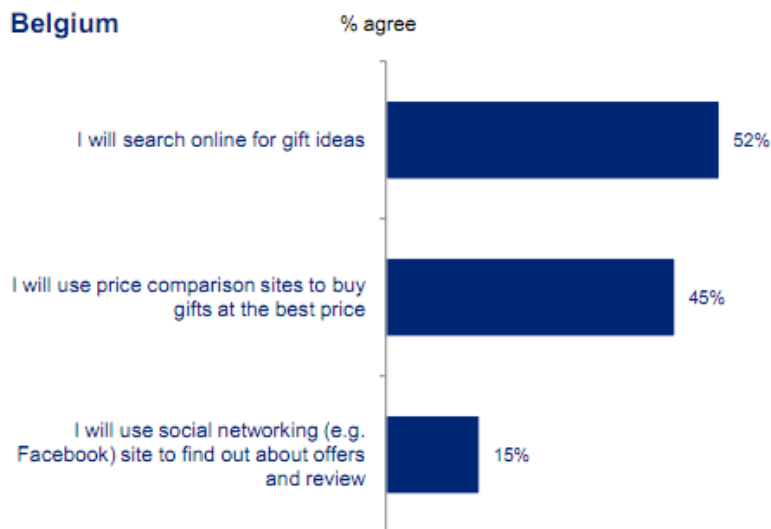 Belgium
% agree
I will search online for gift ideas
52%
I will use price comparison sites to buy
gifts at the best price
45%
I will use social networking (e.g.
Facebook) site to find out about offers
and review
15%